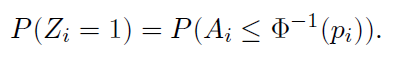 P(Z_i = 1) = P(A_i ≤ Φ^{−1}(p_i)).